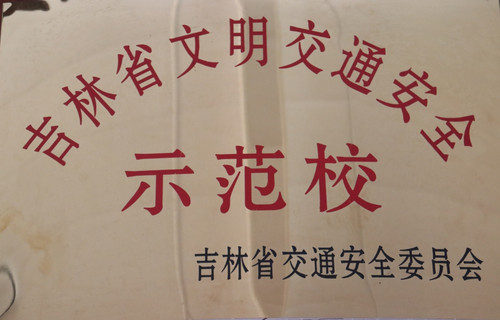 吉林省文明交通安全
示范校
吉林省交通安全委员会